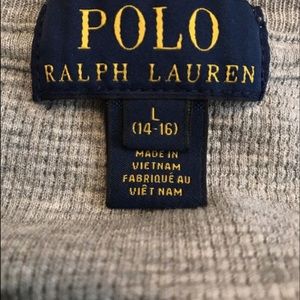 POLO
RALPH LAUREN
L
(14-16)
MADE IN
VIETNAM
FABRIQUÉ AU
VIÊT NAM